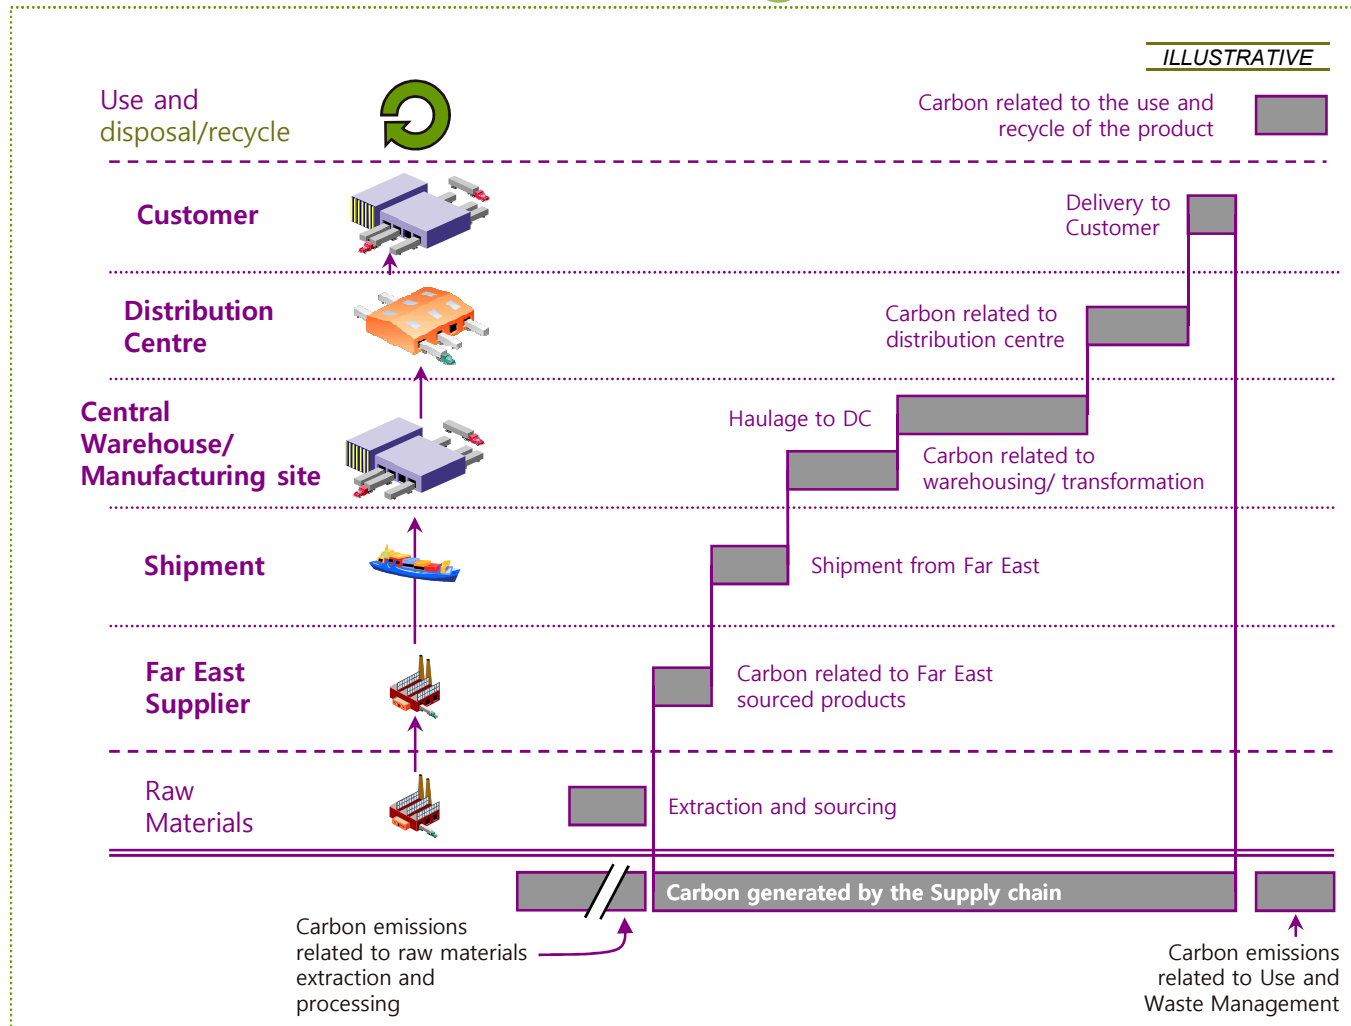 ILLUSTRATIVE
Use and
disposal/recycle
Carbon related to the use and
recycle of the product
Customer
Delivery to
Customer
Distribution
Centre
Carbon related to
distribution centre
Central
Warehouse/
Manufacturing site
Haulage to DC
Carbon related to
warehousing/ transformation
Shipment
Shipment from Far East
Far East
Supplier
Carbon related to Far East
sourced products
Raw
Materials
Extraction and sourcing
Carbon generated by the Supply chain
Carbon emissions
related to raw materials
extraction and
processing
Carbon emissions
related to Use and
Waste Management